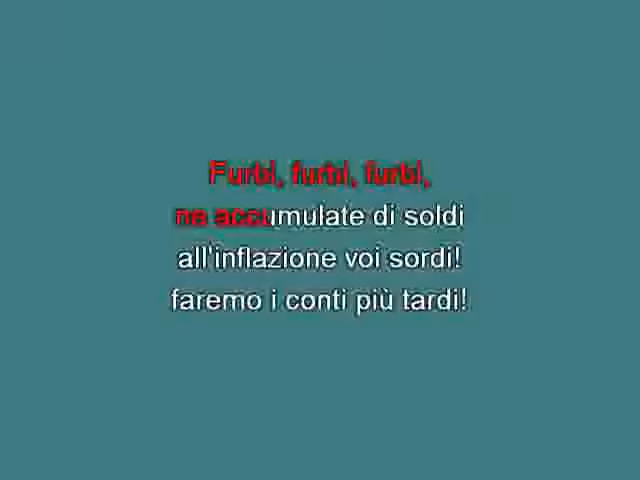 Furbi, furbi, furbi,
ne accumulate di soldi
all'inflazione voi sordi!
faremo i conti più tardi!